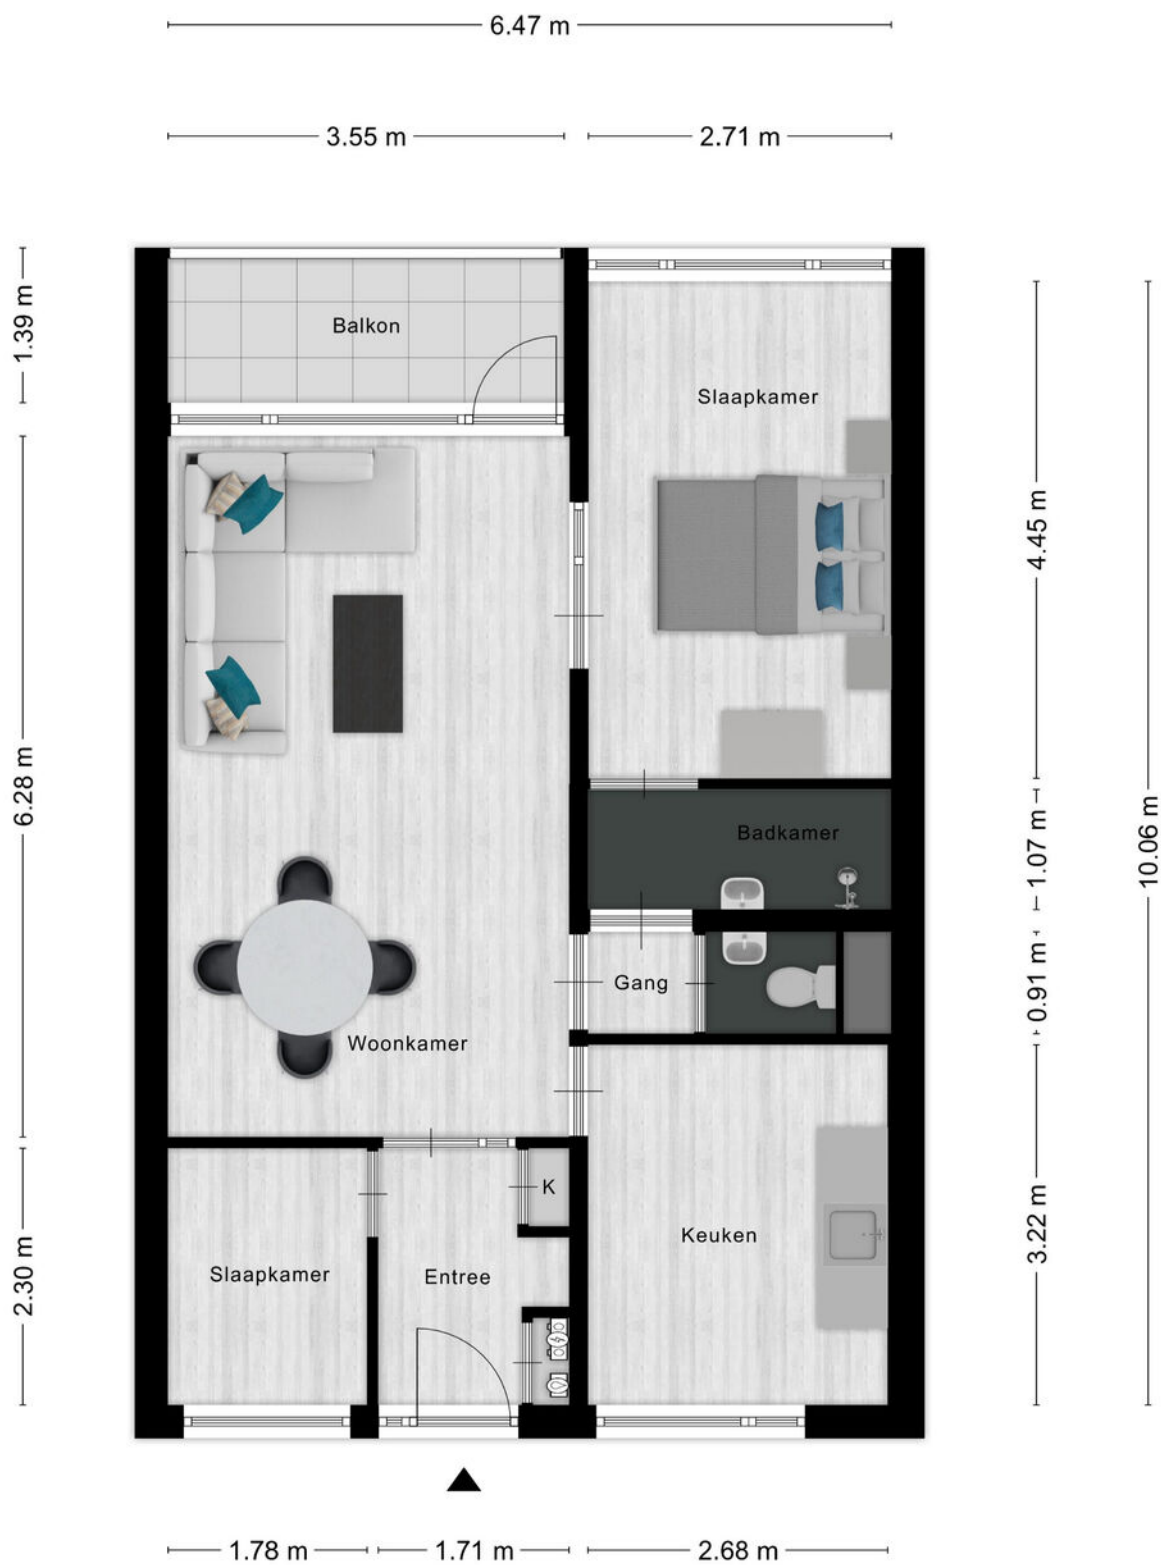 6.47 m
3.55 m
2.71 m
1.39 m
Balkon
Slaapkamer
4.45 m
6.28 m
10.06 m
Badkamer
1.07 m
Gang
0.91 m
Woonkamer
K
3.22 m
Keuken
2.30 m
Slaapkamer
Entree
1.78 m
1.71 m
2.68 m